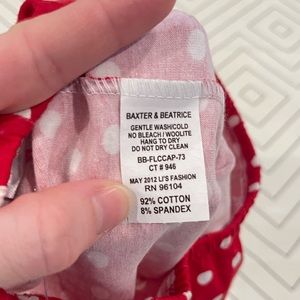 BAXTER & BEATRICE
GENTLE WASH/COLD
NO BLEACH / WOOLITE
HANG TO DRY
DO NOT DRY CLEAN
BB-FLCCAP-73
CT # 946
MAY 2012 LI'S FASHION
RN 96104
92% COTTON
8% SPANDEX